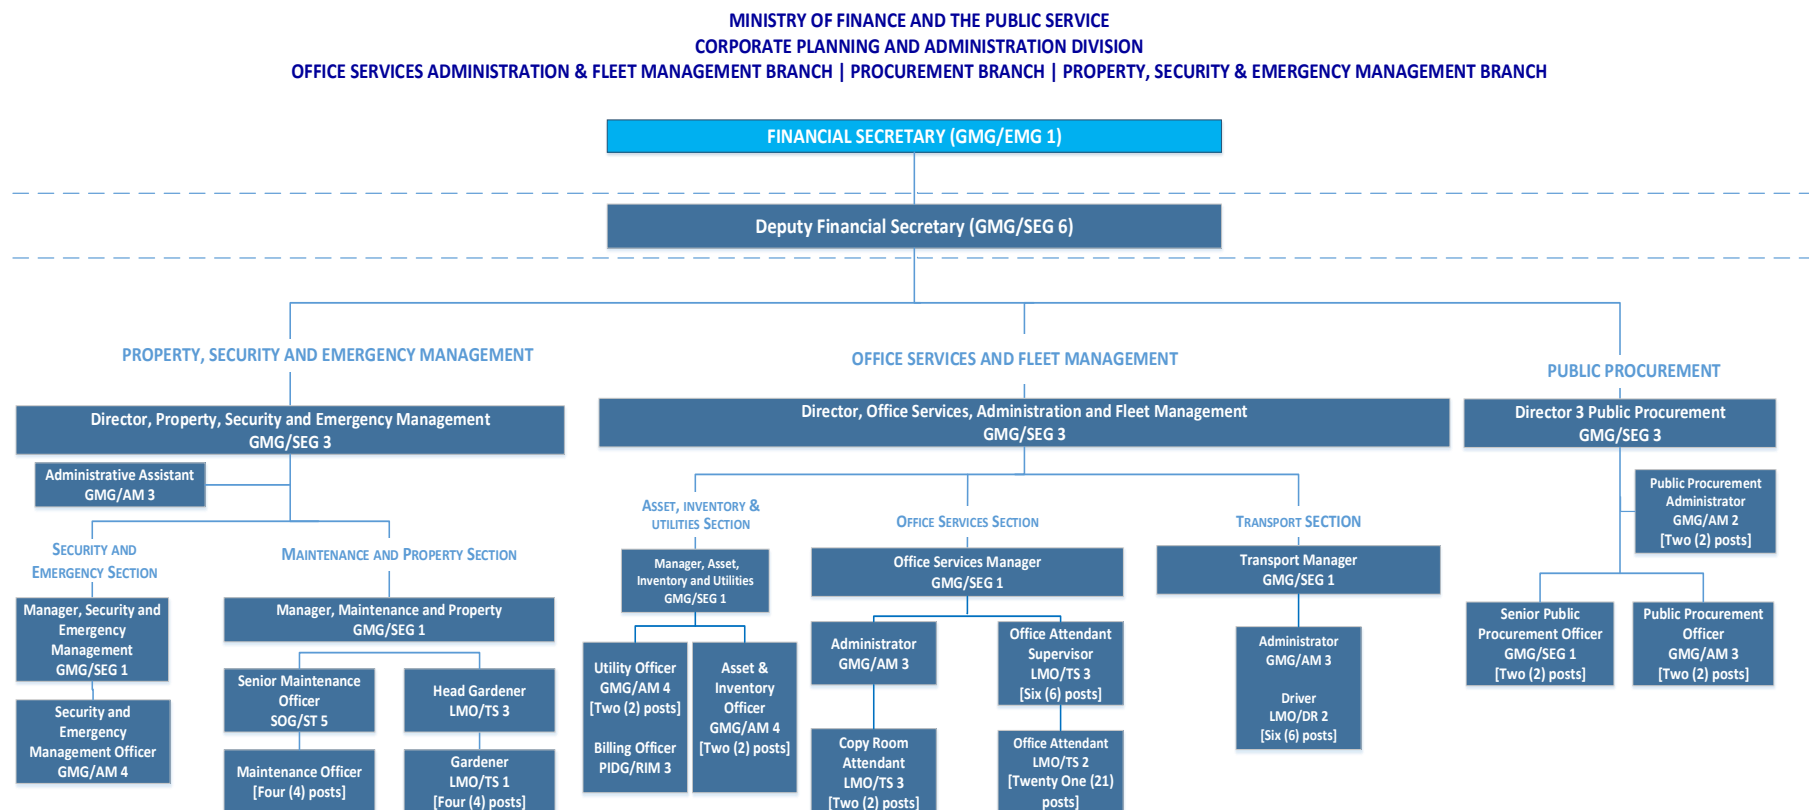 MINISTRY OF FINANCE AND THE PUBLIC SERVICE
CORPORATE PLANNING AND ADMINISTRATION DIVISION
OFFICE SERVICES ADMINISTRATION & FLEET MANAGEMENT BRANCH | PROCUREMENT BRANCH | PROPERTY, SECURITY & EMERGENCY MANAGEMENT BRANCH
FINANCIAL SECRETARY (GMG/EMG 1)
Deputy Financial Secretary (GMG/SEG 6)
PROPERTY, SECURITY AND EMERGENCY MANAGEMENT
Director, Property, Security and Emergency Management
GMG/SEG 3
Administrative Assistant
GMG/AM 3
SECURITY AND
EMERGENCY SECTION
Manager, Security and
Emergency
Management
GMG/SEG 1
Security and
Emergency
Management Officer
GMG/AM 4
MAINTENANCE AND PROPERTY SECTION
Manager, Maintenance and Property
GMG/SEG 1
Senior Maintenance
Officer
SOG/ST 5
Maintenance Officer
[Four (4) posts]
Head Gardener
LMO/TS 3
Gardener
LMO/TS 1
[Four (4) posts]
OFFICE SERVICES AND FLEET MANAGEMENT
Director, Office Services, Administration and Fleet Management
GMG/SEG 3
ASSET, INVENTORY &
UTILITIES SECTION
Manager, Asset,
Inventory and Utilities
GMG/SEG 1
Utility Officer
GMG/AM 4
[Two (2) posts]
Billing Officer
PIDG/RIM 3
Asset &
Inventory
Officer
GMG/AM 4
[Two (2) posts]
OFFICE SERVICES SECTION
Office Services Manager
GMG/SEG 1
Administrator
GMG/AM 3
Copy Room
Attendant
LMO/TS 3
[Two (2) posts]
Office Attendant
Supervisor
LMO/TS 3
[Six (6) posts]
Office Attendant
LMO/TS 2
[Twenty One (21)
posts]
TRANSPORT SECTION
Transport Manager
GMG/SEG 1
Administrator
GMG/AM 3
Driver
LMO/DR 2
[Six (6) posts]
PUBLIC PROCUREMENT
Director 3 Public Procurement
GMG/SEG 3
Public Procurement
Administrator
GMG/AM 2
[Two (2) posts]
Senior Public
Procurement Officer
GMG/SEG 1
[Two (2) posts]
Public Procurement
Officer
GMG/AM 3
[Two (2) posts]